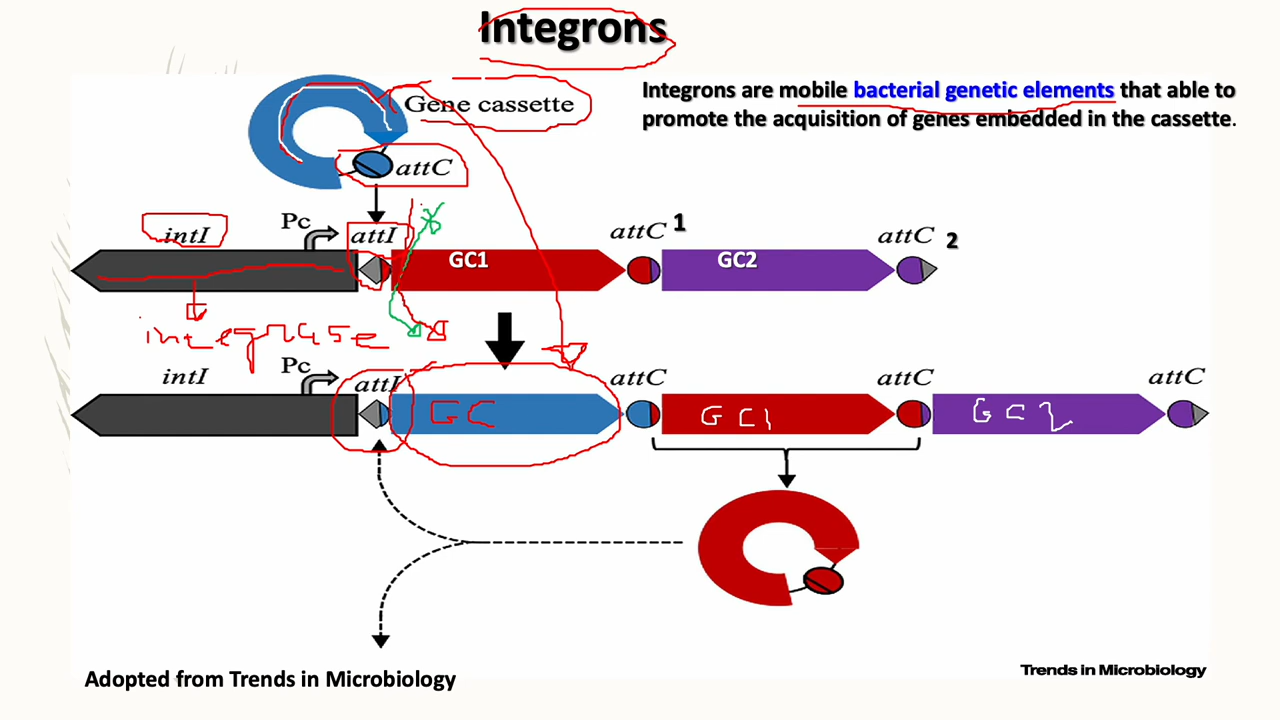 Integrons
Integrons are mobile bacterial genetic elements that able to
promote the acquisition of genes embedded in the cassette.
Gene cassette
attC
intI
Pc
attI
attC 1
attC 2
GC1
GC2
integrase
intI
Pc
attI
attC
attC
attC
GC
GC1
GC2
Adopted from Trends in Microbiology
Trends in Microbiology